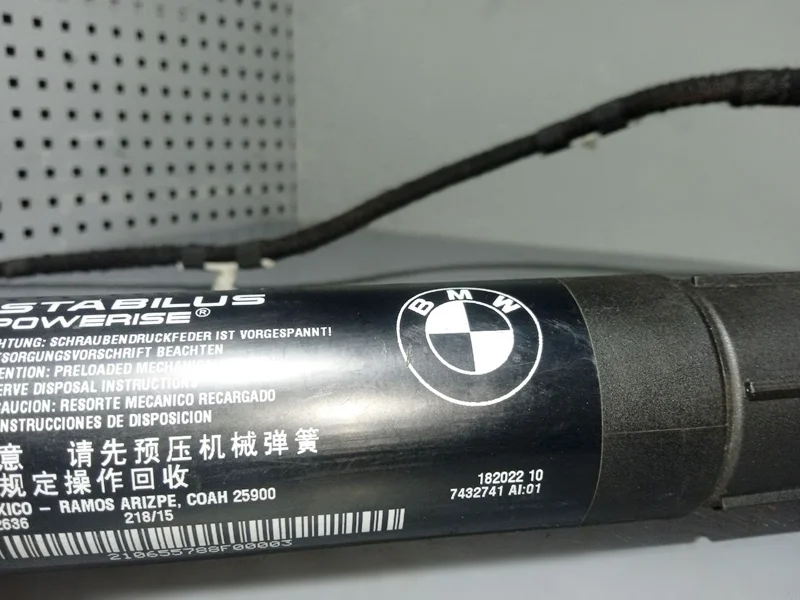 STABILUS
POWERISE®
HTUNG: SCHRAUBENDRUCKFEDER IST VORGESPANNT!
TSORGUNGSVORSCHRIFT BEACHTEN
ENTION: PRELOADED MECHANI
ERVE DISPOSAL INSTRUCTIONS
CAUCION: RESORTE MECANICO RECARGADO
INSTRUCCIONES DE DISPOSICION
意 请先预压机械弹簧
规定操作回收
XICO – RAMOS ARIZPE, COAH 25900
2636 218/15
210655788F00003
BMW
182022 10
7432741 AI:01